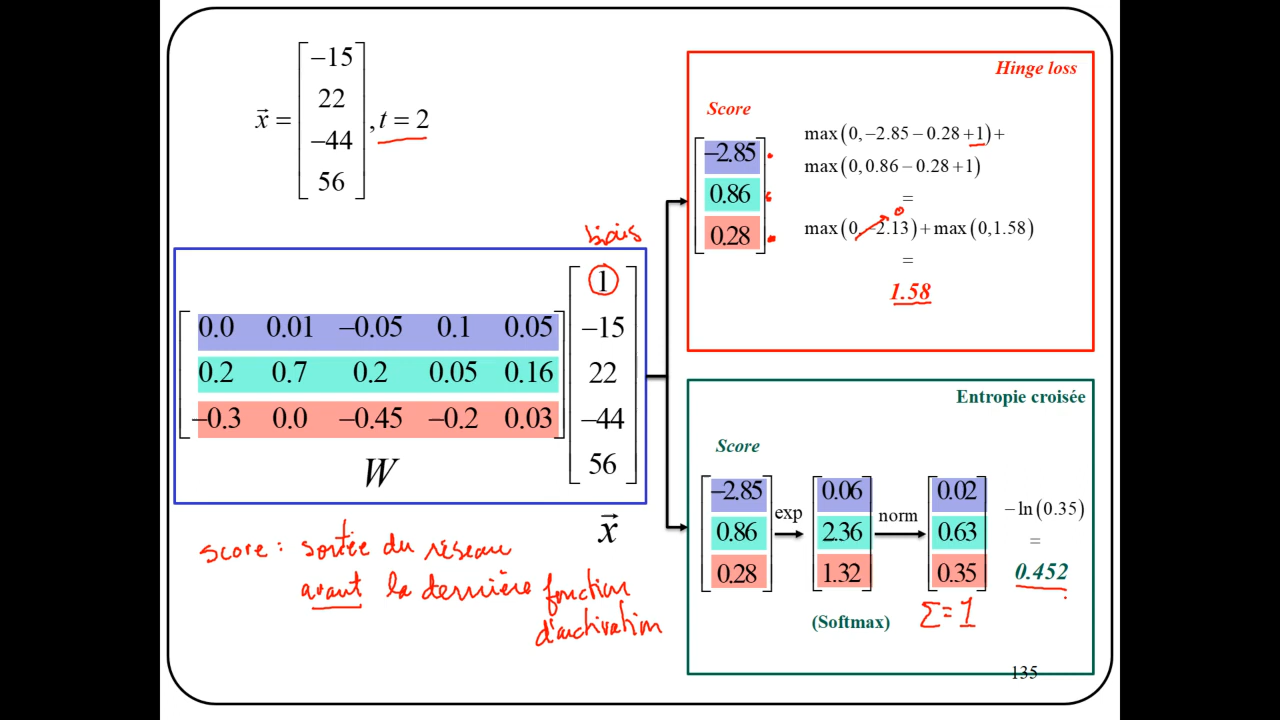 x⃗ = [−15 22 −44 56], t = 2
Hinge loss
Score
[−2.85 0.86 0.28]
max(0, −2.85 − 0.28 +1) +
max(0, 0.86 − 0.28 +1)
=
max(0, −2.13) + max(0, 1.58)
0
=
1.58
biais
0.0 0.01 −0.05 0.1 0.05
0.2 0.7 0.2 0.05 0.16
−0.3 0.0 −0.45 −0.2 0.03
W
1
−15
22
−44
56
x⃗
score : sortée du réseau
avant la dernière fonction
d'activation
Entropie croisée
Score
−2.85
0.86
0.28
exp
0.06
2.36
1.32
(Softmax)
norm
0.02
0.63
0.35
Σ=1
−ln(0.35)
=
0.452
135